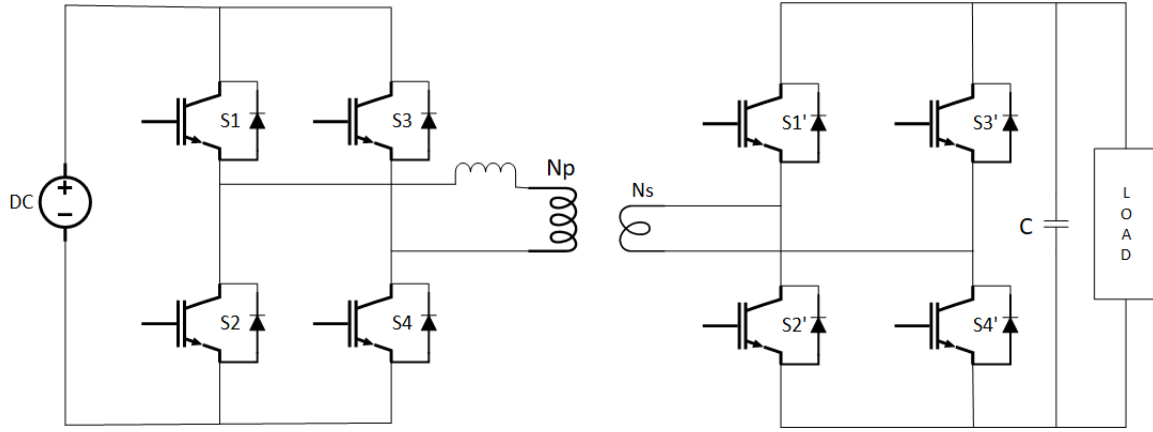 S1
S3
S1'
S3'
Np
Ns
DC
+
−
C
L
O
A
D
S2
S4
S2'
S4'